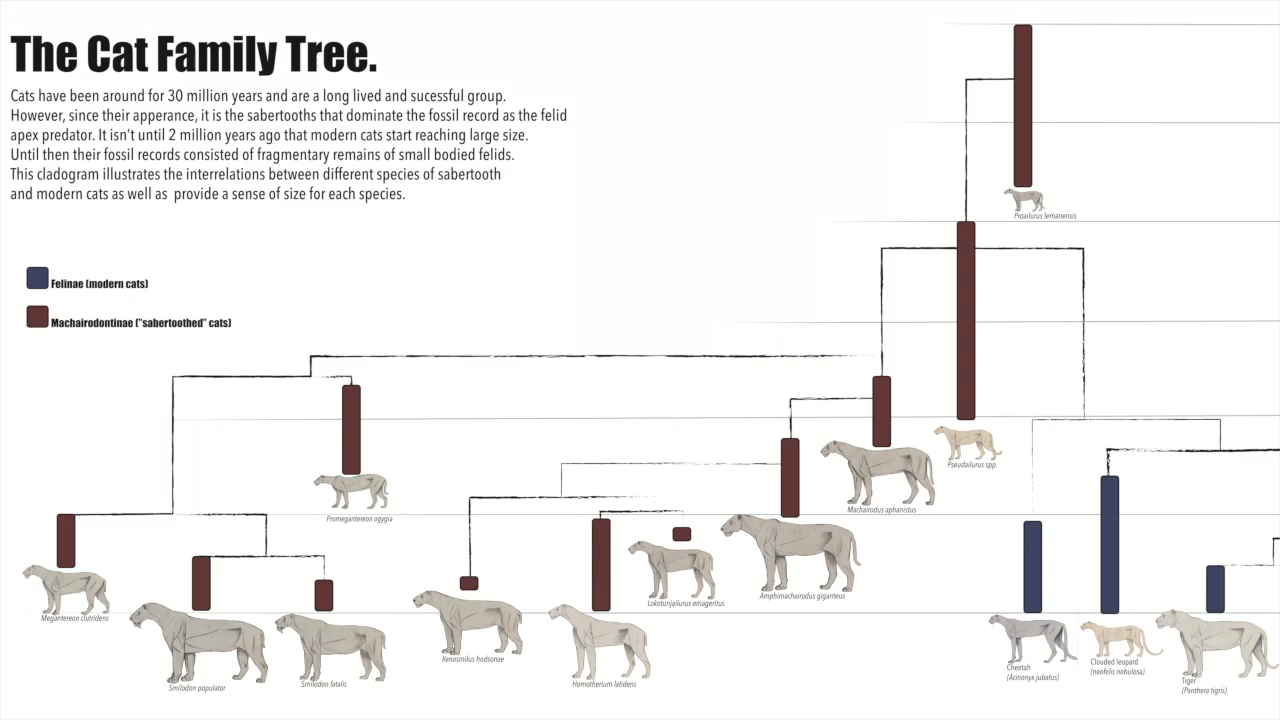 The Cat Family Tree.
Cats have been around for 30 million years and are a long lived and sucessful group.
However, since their apperance, it is the sabertooths that dominate the fossil record as the felid
apex predator. It isn't until 2 million years ago that modern cats start reaching large size.
Until then their fossil records consisted of fragmentary remains of small bodied felids.
This cladogram illustrates the interrelations between different species of sabertooth
and modern cats as well as provide a sense of size for each species.
Proailurus lemanensis
Felinae (modern cats)
Machairodontinae ("sabertoothed" cats)
Pseudailurus spp.
Machairodus aphanistus
Promegantereon ogygia
Amphimachairodus giganteus
Lokotunjailurus emageritus
Megantereon clutridens
Xenosmilus hodsonae
Smilodon populator
Smilodon fatalis
Homotherium latidens
Cheetah
(Acinonyx jubatus)
Clouded leopard
(neofelis nebulosa)
Tiger
(Panthera tigris)